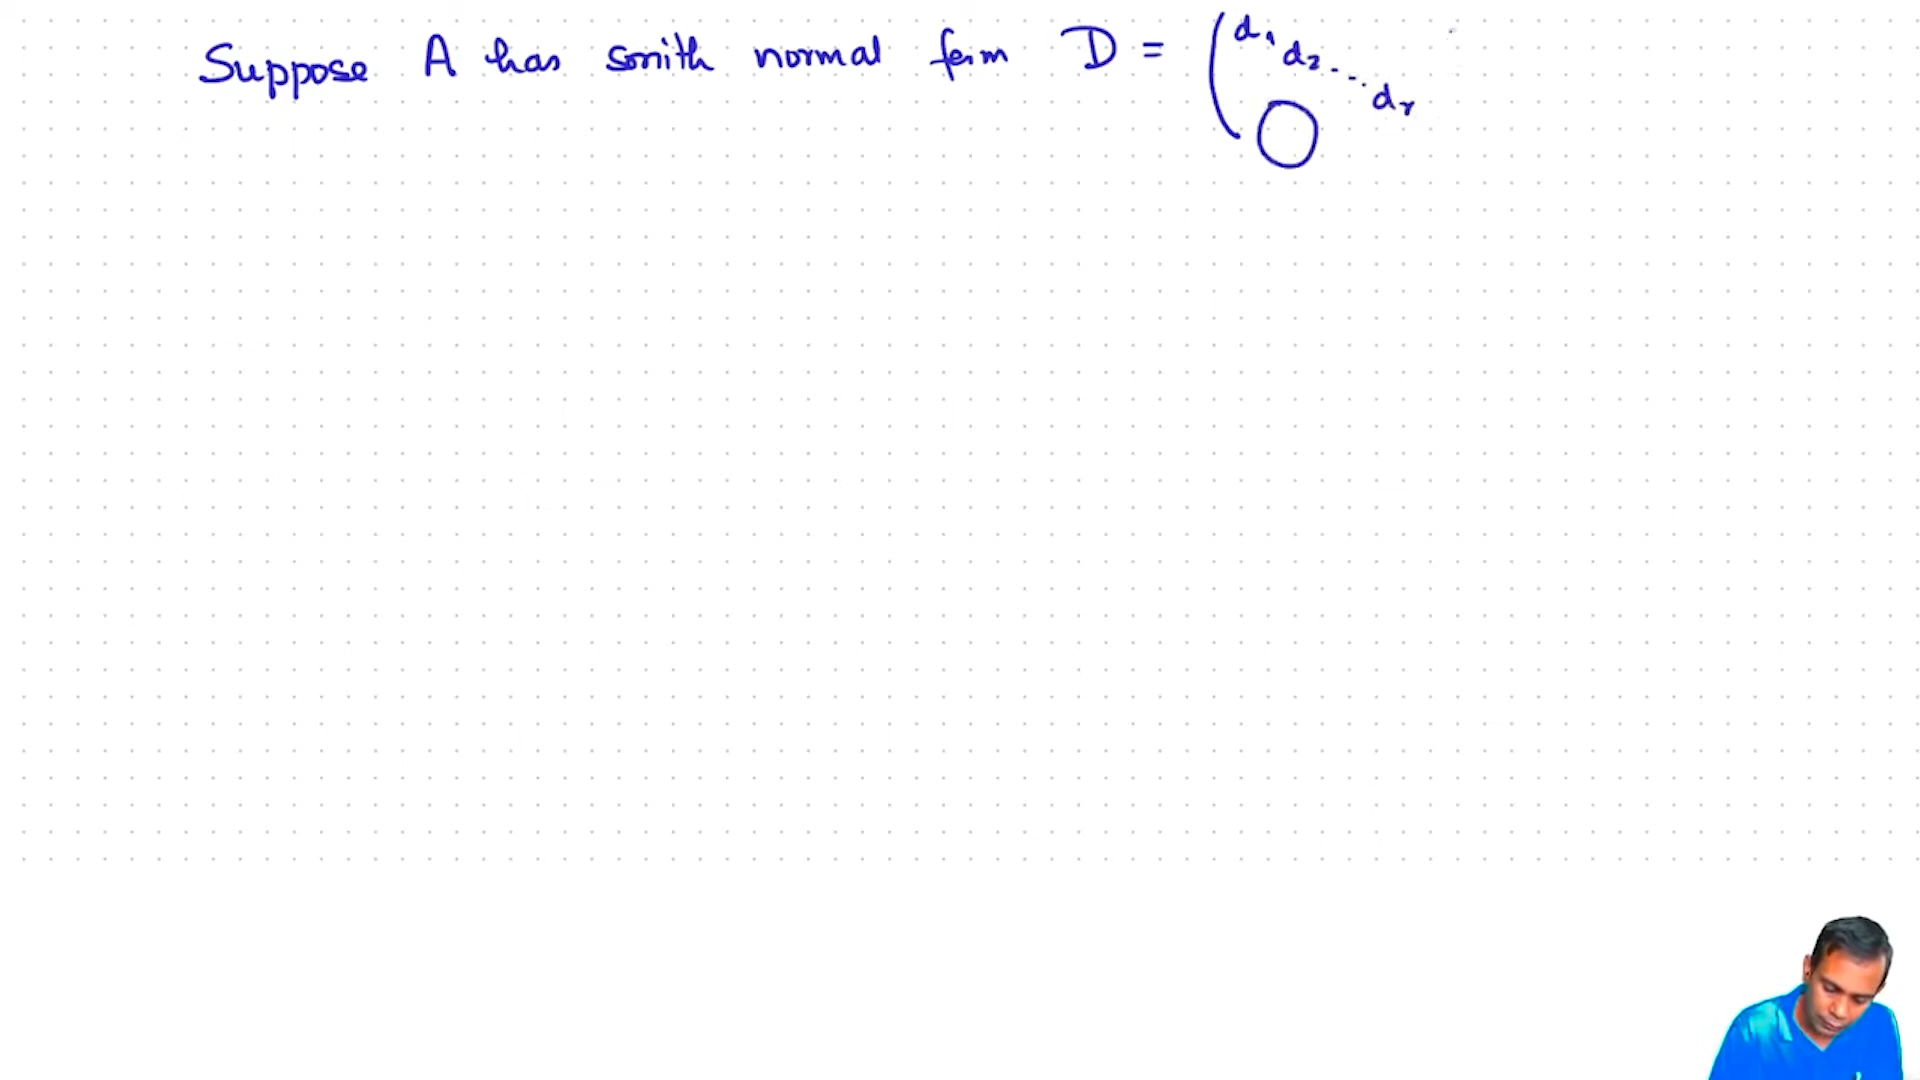 Suppose A has smith normal form D = ( d₁ d₂ ... dᵣ
0